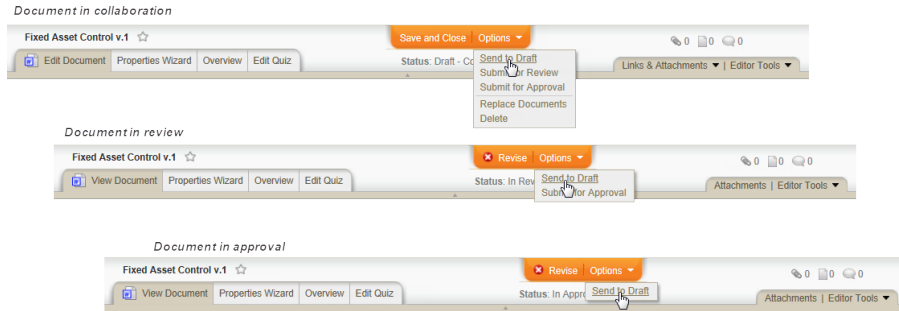 Document in collaboration
Fixed Asset Control v.1
Save and Close Options
0 0 0
Edit Document Properties Wizard Overview Edit Quiz
Status: Draft - Co
Links & Attachments | Editor Tools
Send to Draft
Submit for Review
Submit for Approval
Replace Documents
Delete
Document in review
Fixed Asset Control v.1
Revise Options
0 0 0
View Document Properties Wizard Overview Edit Quiz
Status: In Rev
Attachments | Editor Tools
Send to Draft
Submit for Approval
Document in approval
Fixed Asset Control v.1
Revise Options
0 0 0
View Document Properties Wizard Overview Edit Quiz
Status: In Appro
Attachments | Editor Tools
Send to Draft